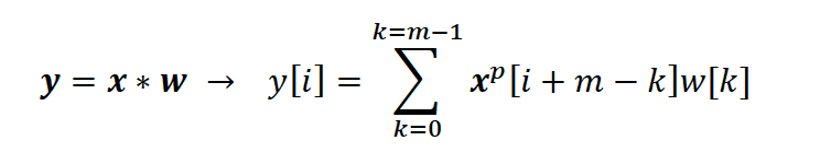 y = x * w → y[i] = ∑_{k=0}^{k=m−1} x^p[i + m − k]w[k]